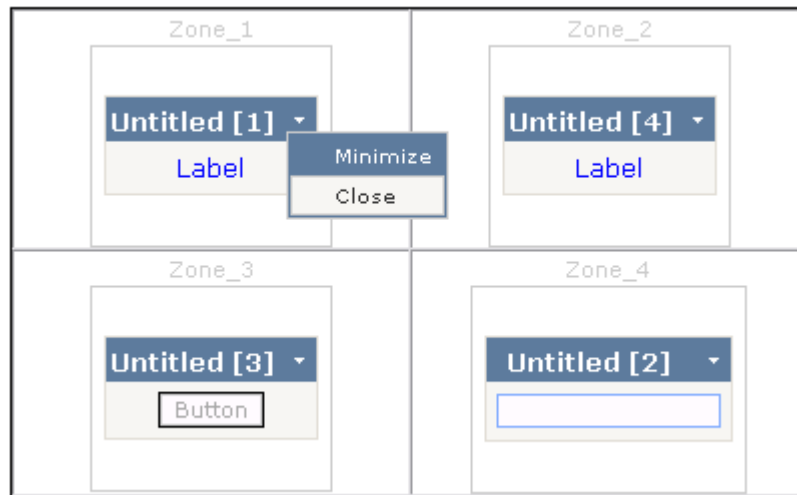 Zone_1
Untitled [1]
Label
Minimize
Close
Zone_2
Untitled [4]
Label
Zone_3
Untitled [3]
Button
Zone_4
Untitled [2]